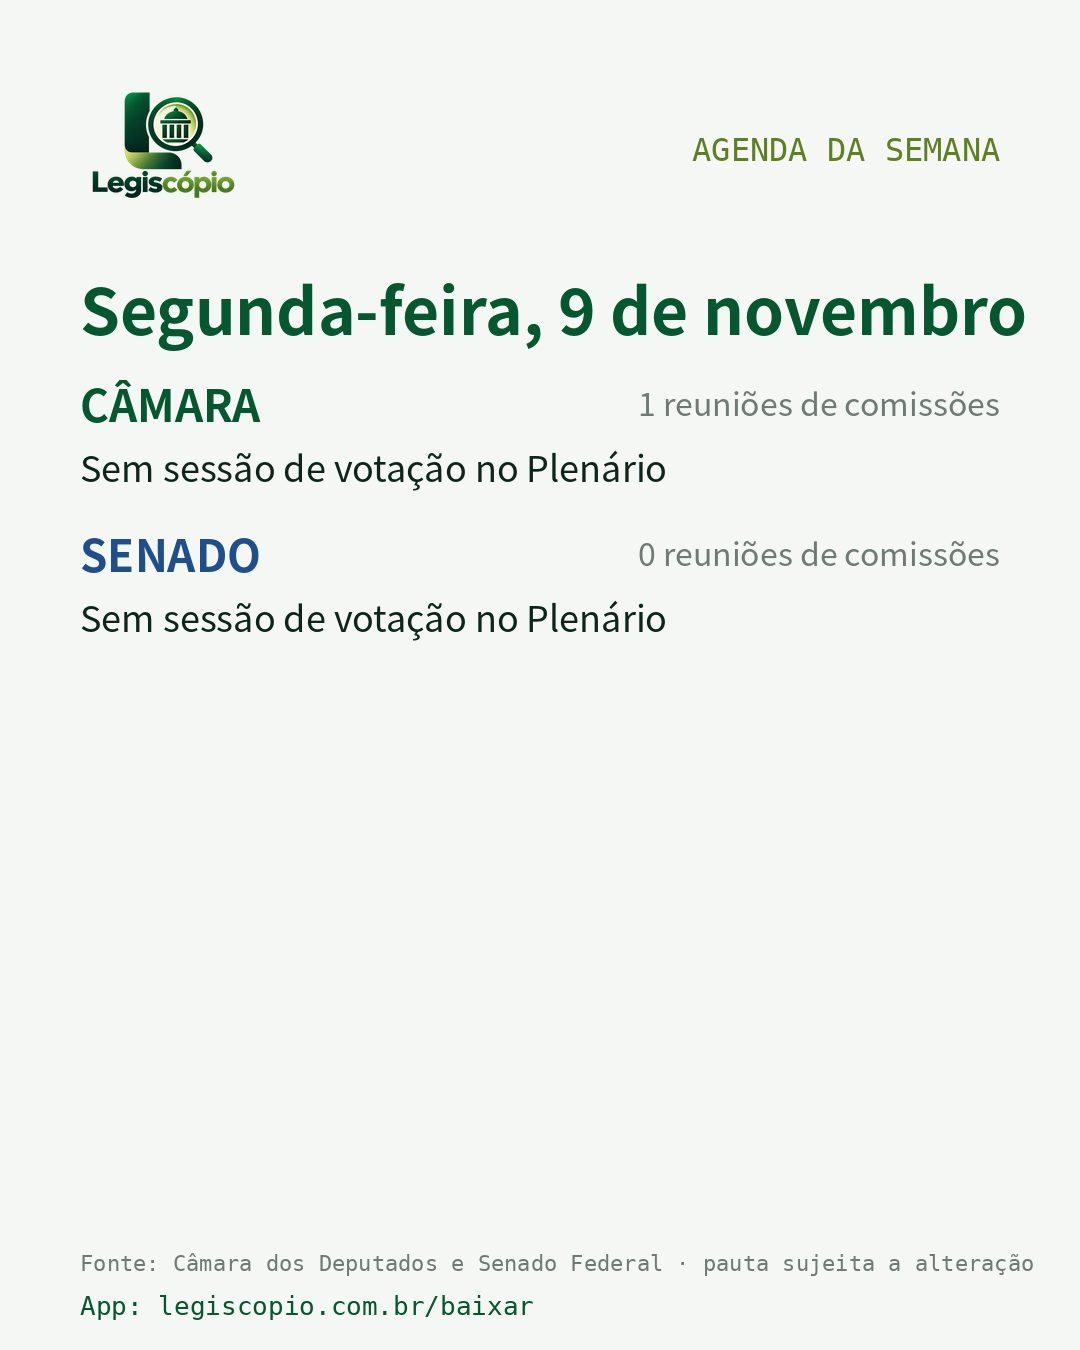 Legiscópio
AGENDA DA SEMANA
Segunda-feira, 9 de novembro
CÂMARA
1 reuniões de comissões
Sem sessão de votação no Plenário
SENADO
0 reuniões de comissões
Sem sessão de votação no Plenário
Fonte: Câmara dos Deputados e Senado Federal · pauta sujeita a alteração
App: legiscopio.com.br/baixar